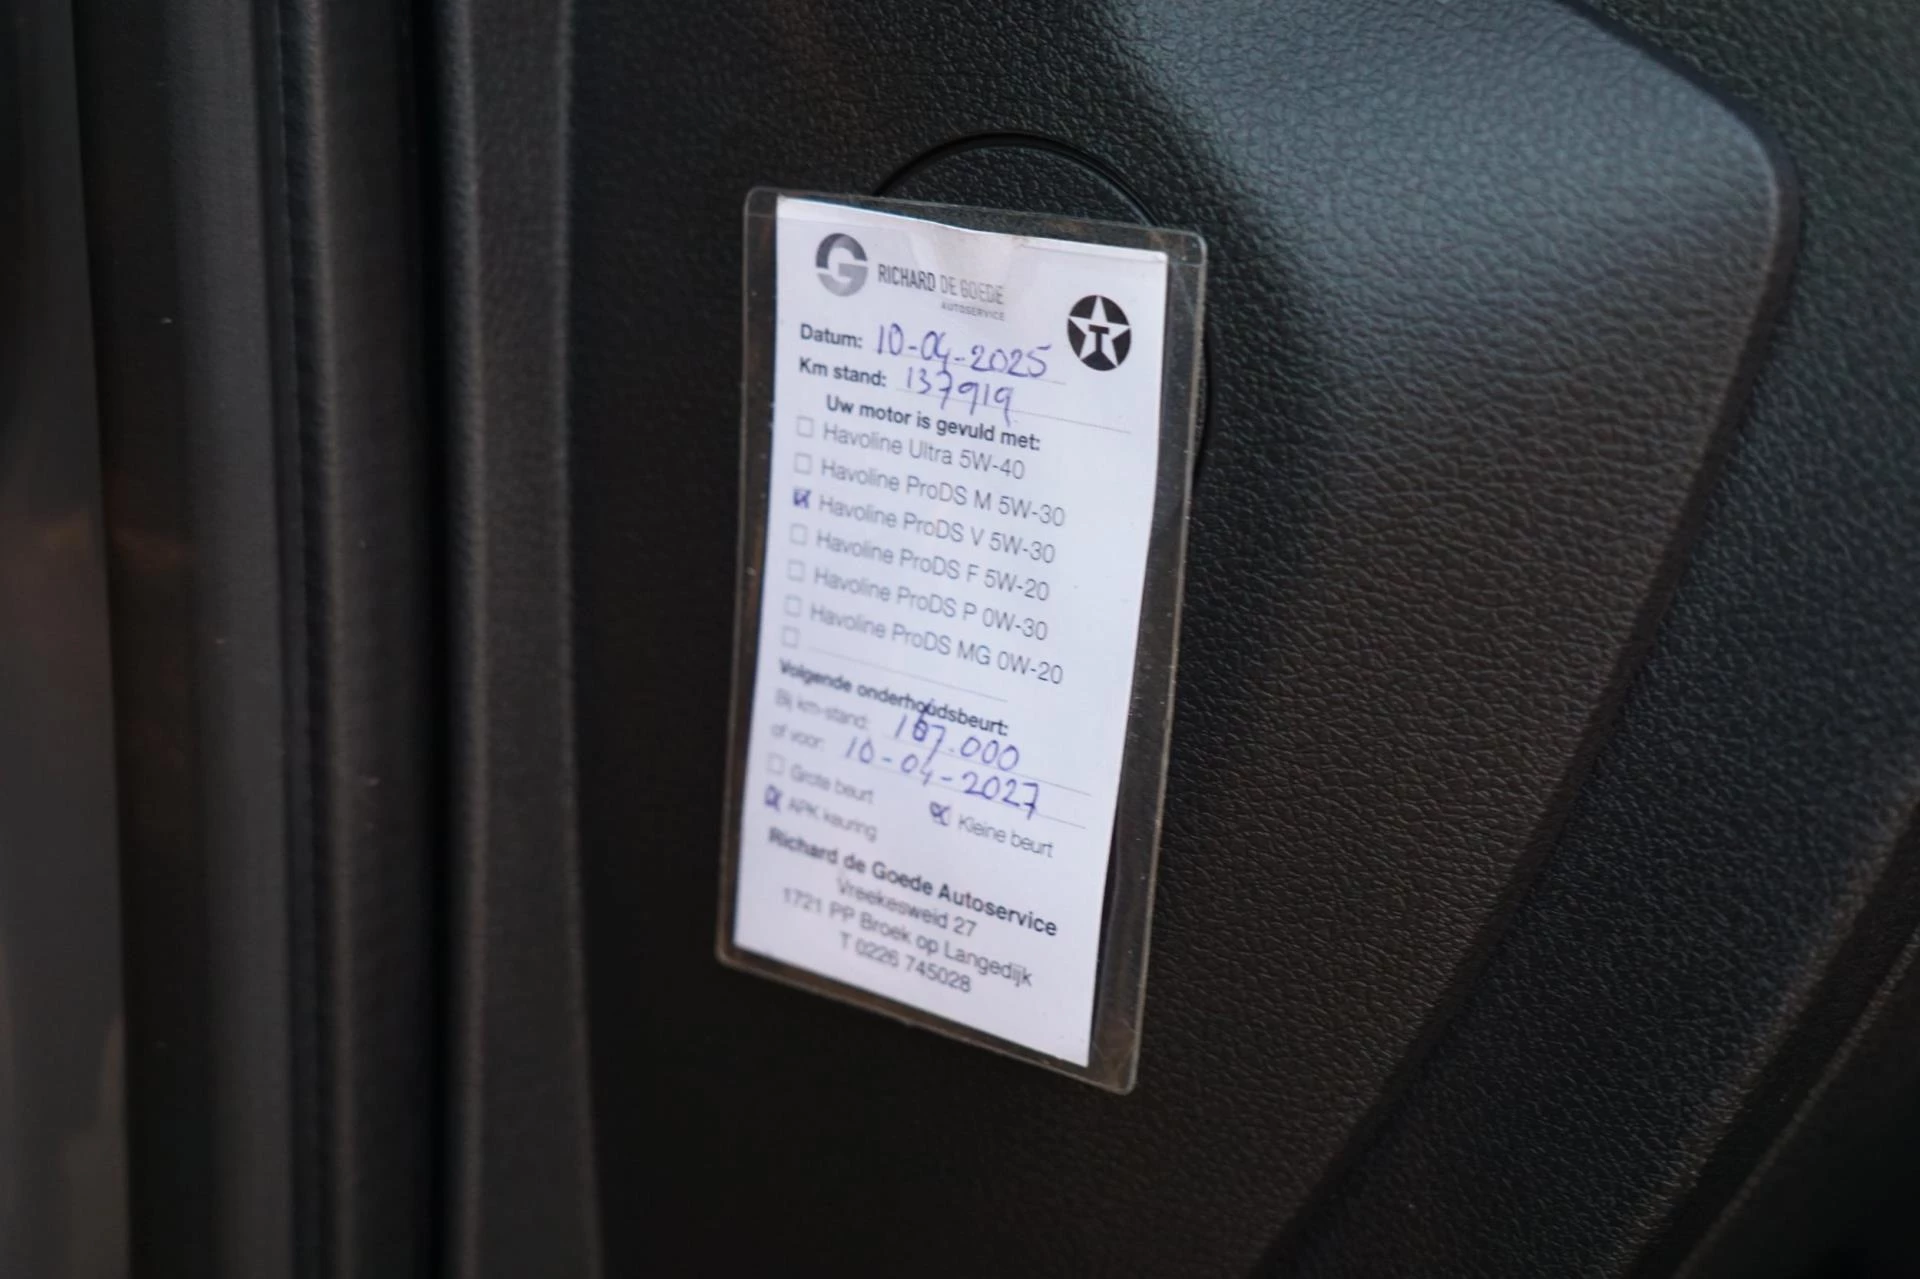 G RICHARD DE GOEDE
AUTOSERVICE
T
Datum: 10-04-2025
Km stand: 137919
Uw motor is gevuld met:
Havoline Ultra 5W-40
Havoline ProDS M 5W-30
Havoline ProDS V 5W-30
Havoline ProDS F 5W-20
Havoline ProDS P 0W-30
Havoline ProDS MG 0W-20
Volgende onderhoudsbeurt:
Bij km-stand: 167.000
of voor: 10-04-2027
Grote beurt
APK keuring Kleine beurt
Richard de Goede Autoservice
Vreekesweid 27
1721 PP Broek op Langedijk
T 0226 745028